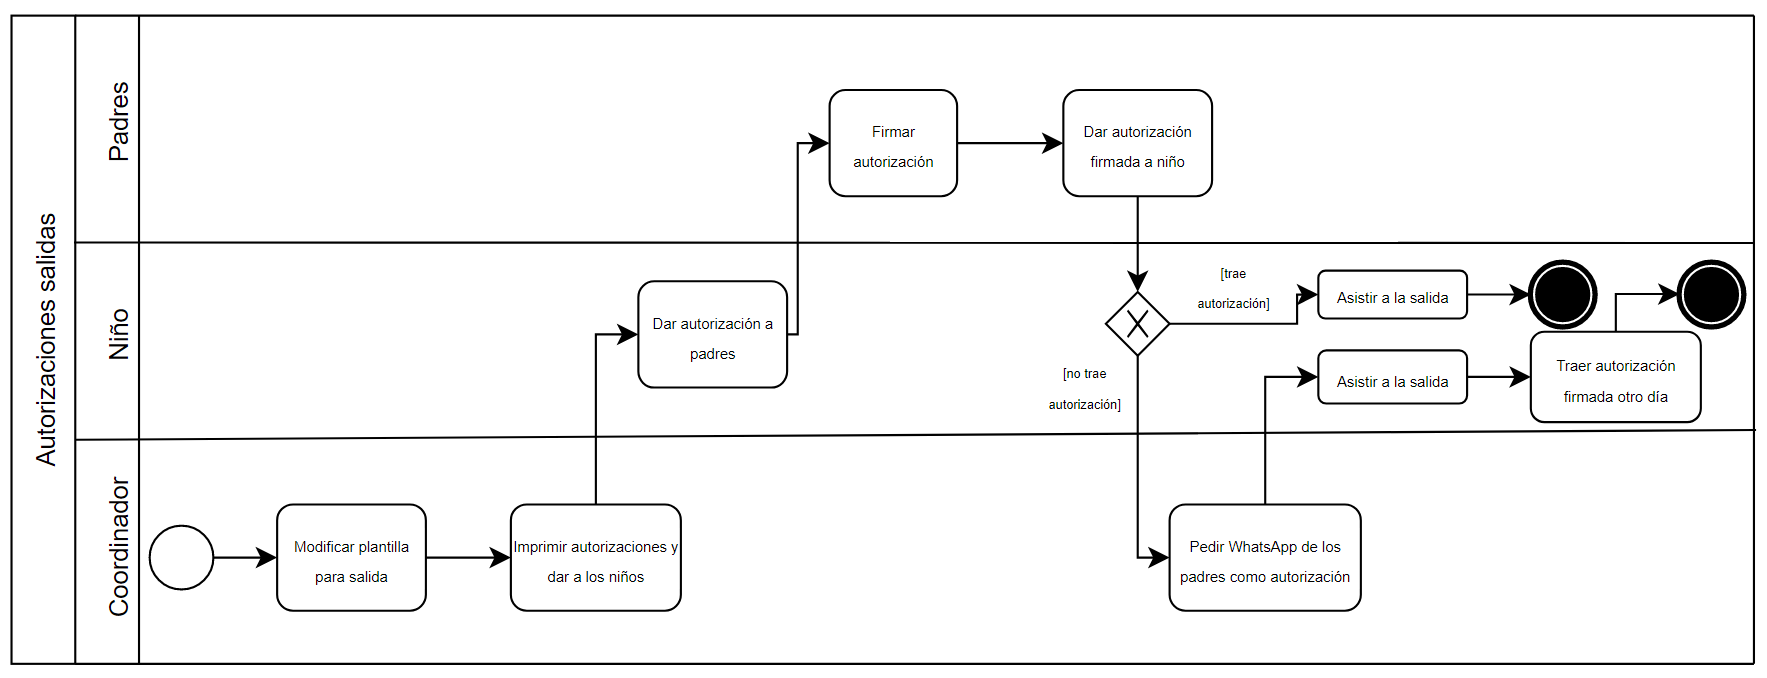 Autorizaciones salidas
Padres
Firmar
autorización
Dar autorización
firmada a niño
Niño
Dar autorización a
padres
[trae
autorización]
Asistir a la salida
[no trae
autorización]
Asistir a la salida
Traer autorización
firmada otro día
Coordinador
Modificar plantilla
para salida
Imprimir autorizaciones y
dar a los niños
Pedir WhatsApp de los
padres como autorización